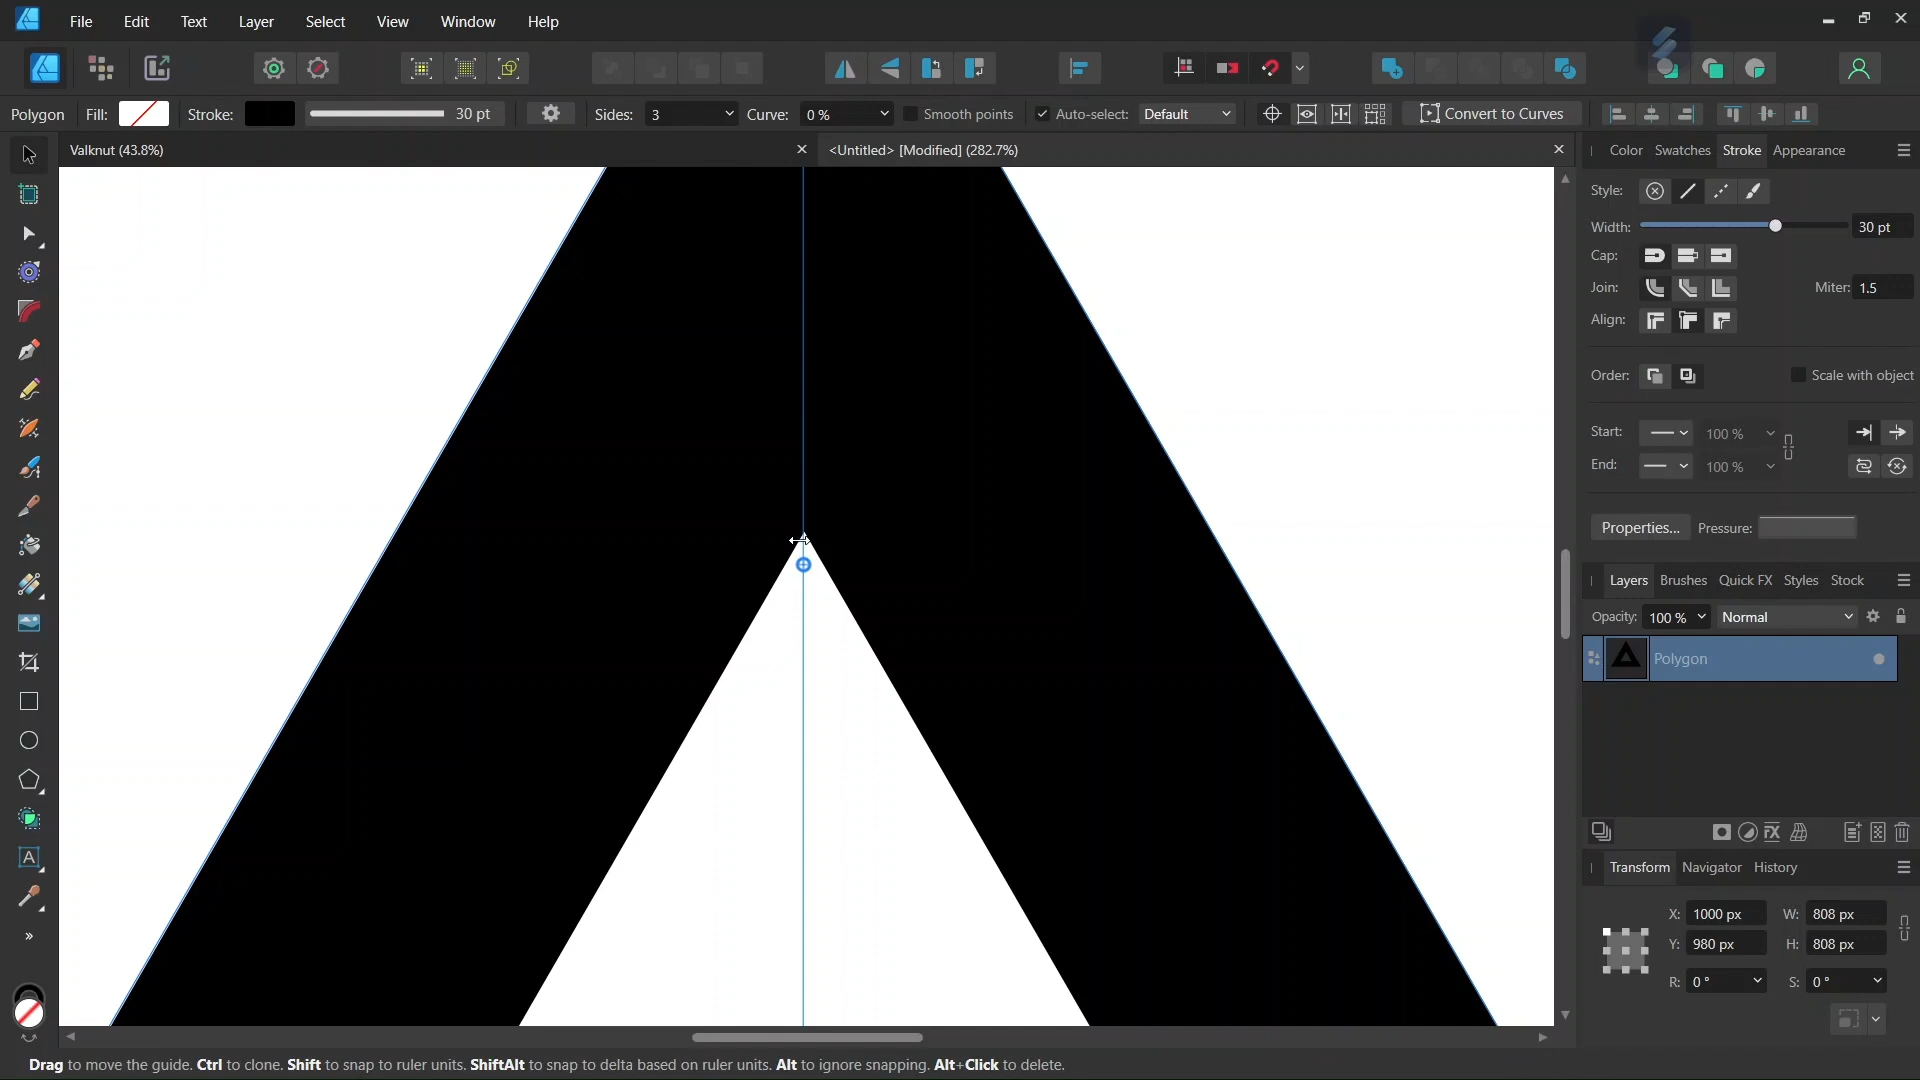 File Edit Text Layer Select View Window Help
Polygon Fill: Stroke: 30 pt Sides: 3 Curve: 0 % Smooth points Auto-select: Default Convert to Curves
Valknut (43.8%)
<Untitled> [Modified] (282.7%)
Color Swatches Stroke Appearance
Style:
Width: 30 pt
Cap:
Join: Miter: 1.5
Align:
Order: Scale with object
Start: 100 %
End: 100 %
Properties... Pressure:
Layers Brushes Quick FX Styles Stock
Opacity: 100 % Normal
Polygon
Transform Navigator History
X: 1000 px W: 808 px
Y: 980 px H: 808 px
R: 0 ° S: 0 °
Drag to move the guide. Ctrl to clone. Shift to snap to ruler units. ShiftAlt to snap to delta based on ruler units. Alt to ignore snapping. Alt+Click to delete.